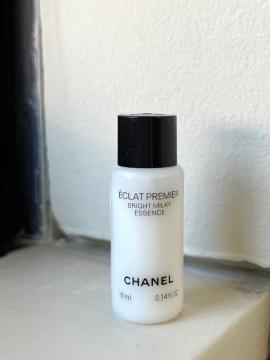 ÉCLAT PREMIER
BRIGHT MILKY
ESSENCE
CHANEL
10 ml 0.34 FL. OZ.